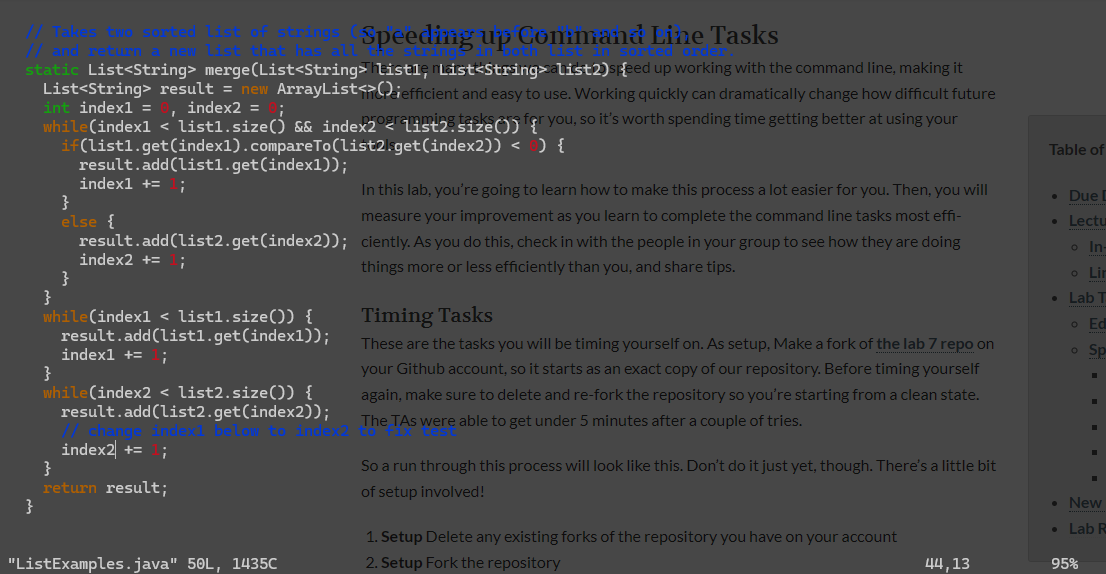 // Takes two sorted list of strings (so "a" appears before "b" and so on),
// and return a new list that has all the strings in both list in sorted order.
static List<String> merge(List<String> list1, List<String> list2) {
  List<String> result = new ArrayList<>();
  int index1 = 0, index2 = 0;
  while(index1 < list1.size() && index2 < list2.size()) {
    if(list1.get(index1).compareTo(list2.get(index2)) < 0) {
      result.add(list1.get(index1));
      index1 += 1;
    }
    else {
      result.add(list2.get(index2));
      index2 += 1;
    }
  }
  while(index1 < list1.size()) {
    result.add(list1.get(index1));
    index1 += 1;
  }
  while(index2 < list2.size()) {
    result.add(list2.get(index2));
    // change index1 below to index2 to fix test
    index2 += 1;
  }
  return result;
}
"ListExamples.java" 50L, 1435C 44,13 95%
Speeding up Command Line Tasks
speed up working with the command line, making it
more efficient and easy to use. Working quickly can dramatically change how difficult future
programming tasks are for you, so it's worth spending time getting better at using your
In this lab, you're going to learn how to make this process a lot easier for you. Then, you will
measure your improvement as you learn to complete the command line tasks most effi-
ciently. As you do this, check in with the people in your group to see how they are doing
things more or less efficiently than you, and share tips.
Timing Tasks
These are the tasks you will be timing yourself on. As setup, Make a fork of the lab 7 repo on
your Github account, so it starts as an exact copy of our repository. Before timing yourself
again, make sure to delete and re-fork the repository so you're starting from a clean state.
The TAs were able to get under 5 minutes after a couple of tries.
So a run through this process will look like this. Don't do it just yet, though. There's a little bit
of setup involved!
1. Setup Delete any existing forks of the repository you have on your account
2. Setup Fork the repository
Table of
Due D
Lectu
In-
Lin
Lab T
Ed
Sp
New
Lab R